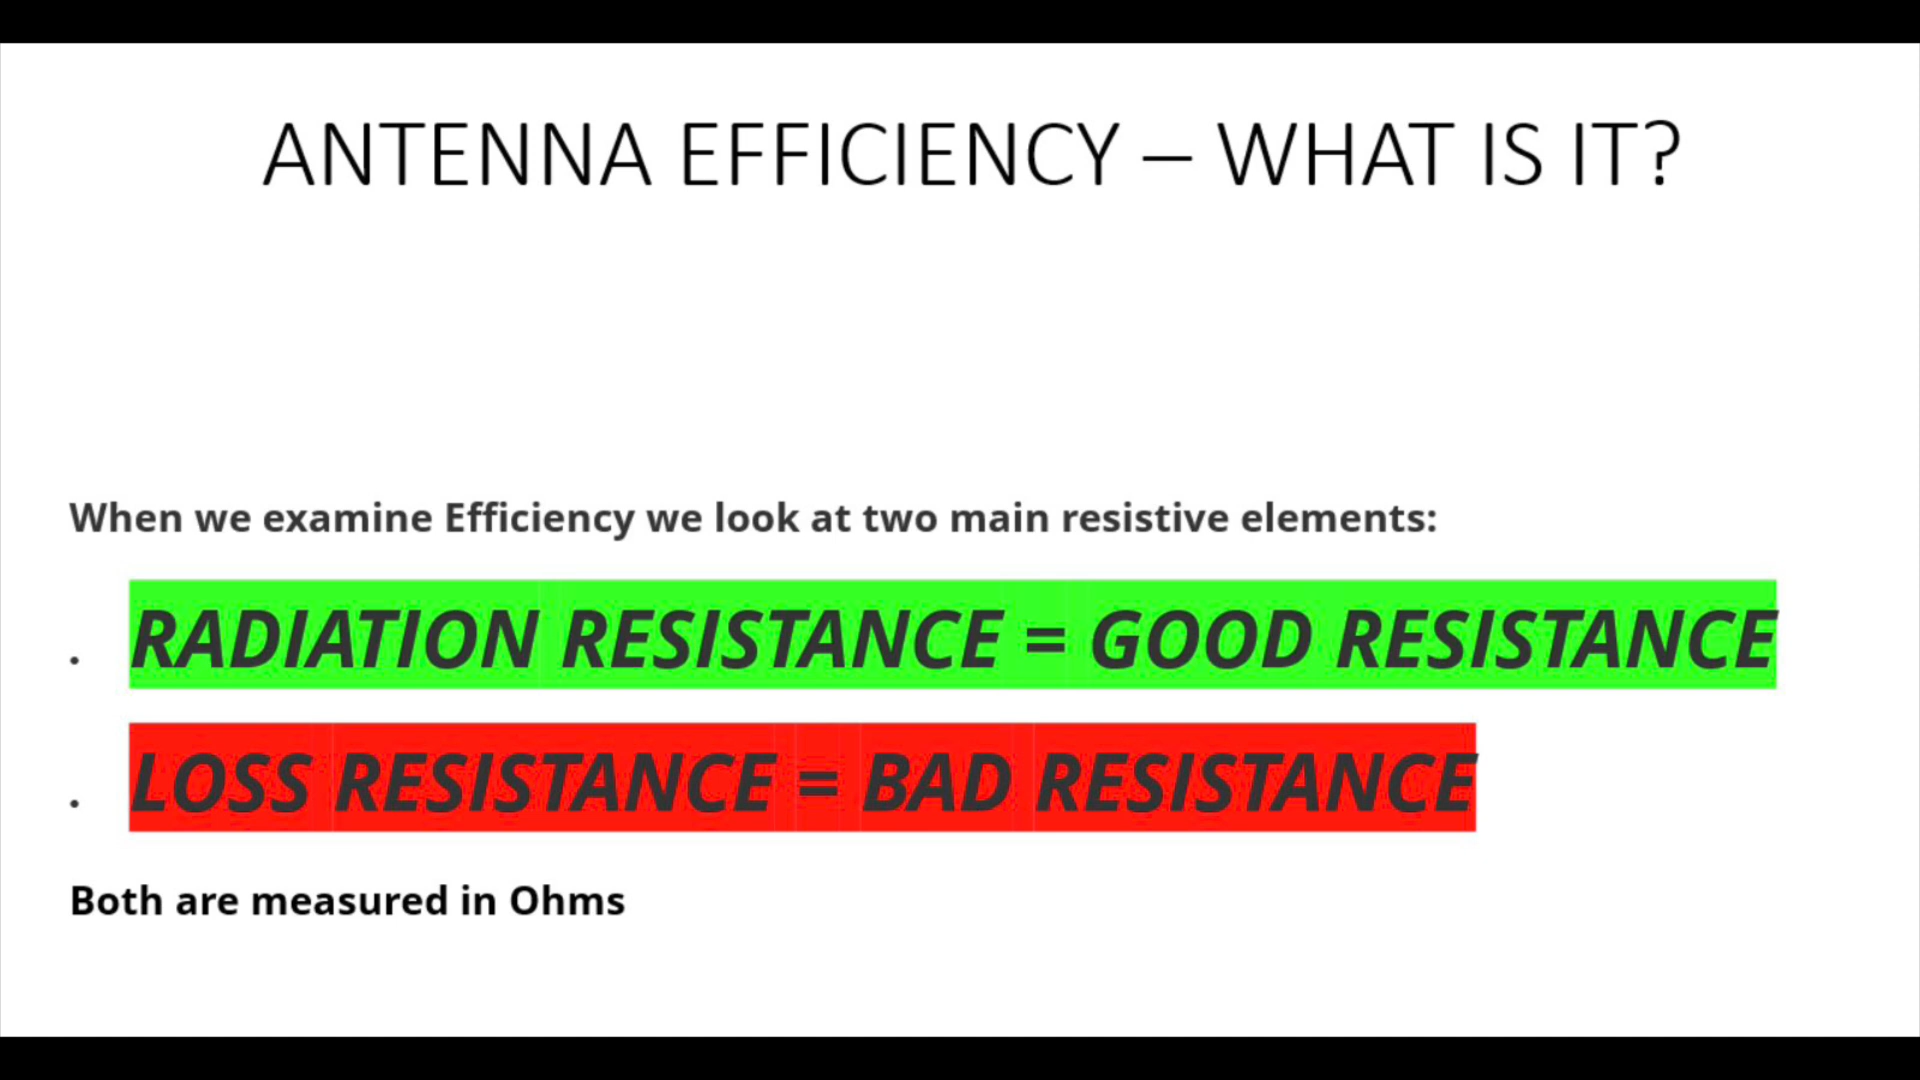 ANTENNA EFFICIENCY – WHAT IS IT?
When we examine Efficiency we look at two main resistive elements:
• RADIATION RESISTANCE = GOOD RESISTANCE
• LOSS RESISTANCE = BAD RESISTANCE
Both are measured in Ohms